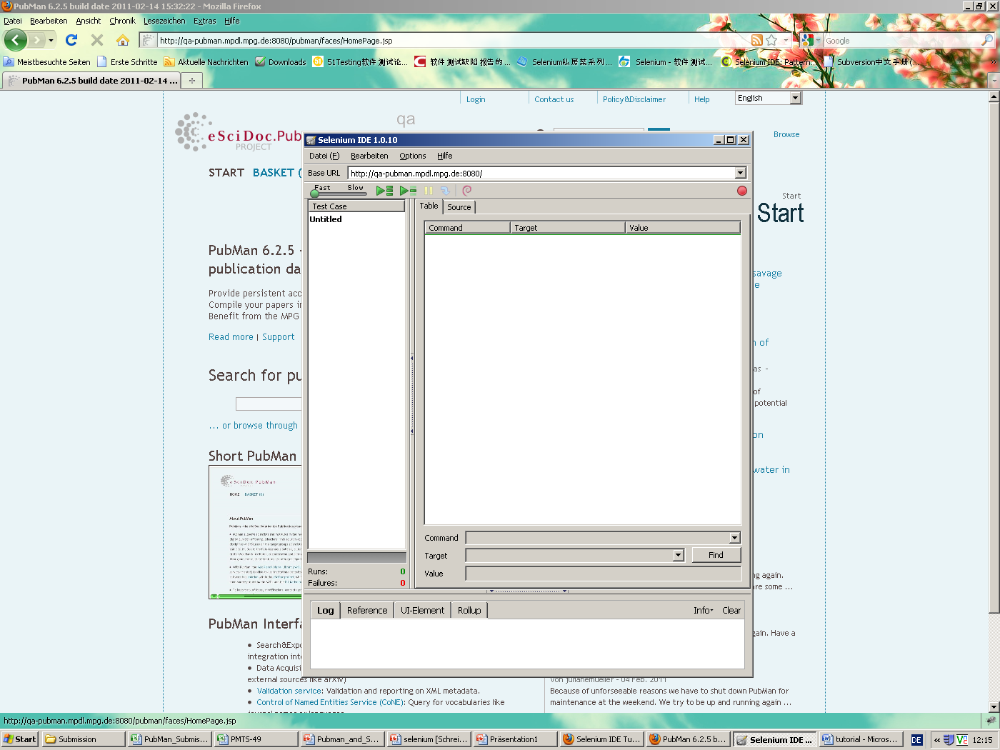 PubMan 6.2.5 build date 2011-02-14 15:32:22 - Mozilla Firefox
Datei Bearbeiten Ansicht Chronik Lesezeichen Extras Hilfe
http://qa-pubman.mpdl.mpg.de:8080/pubman/faces/HomePage.jsp
Google
Meistbesuchte Seiten Erste Schritte Aktuelle Nachrichten Downloads 51Testing软件测试论... 软件测试缺陷报告的... Selenium私房菜系列... Selenium - 软件测试... Selenium IDE: Pattern... Subversion中文手册(...
PubMan 6.2.5 build date 2011-02-14 ...
Login Contact us Policy&Disclaimer Help English
qa
eSciDoc.Pub
PROJECT
Browse
START BASKET (
Start
Start
PubMan 6.2.5 -
publication da
Provide persistent acc
Compile your papers in
Benefit from the MPG
Read more | Support
Search for pu
... or browse through
Short PubMan
eSciDoc.PubMan
HOME BASKET (0)
About PubMan
PubMan Interfa
Search&Expo
integration inte
Data Acquisi
external sources like arXiv)
Validation service: Validation and reporting on XML metadata.
Control of Named Entities Service (CoNE): Query for vocabularies like
savage
e
n of
as -
of
potential
on
water in
ng again.
are some ...
gain. Have a
von julianemueller - 04 Feb. 2011
Because of unforseeable reasons we have to shut down PubMan for
maintenance at the weekend. We try to be up and running again ...
Selenium IDE 1.0.10
Datei (F) Bearbeiten Options Hilfe
Base URL http://qa-pubman.mpdl.mpg.de:8080/
Fast Slow
Test Case
Untitled
Table Source
Command Target Value
Command
Target Find
Value
Runs: 0
Failures: 0
Log Reference UI-Element Rollup Info Clear
http://qa-pubman.mpdl.mpg.de:8080/pubman/faces/HomePage.jsp
Start Submission PubMan_Submis... PMTS-49 Pubman_and_S... selenium [Schrei... Präsentation1 Selenium IDE Tu... PubMan 6.2.5 b... Selenium IDE ... tutorial - Micros... DE 12:15